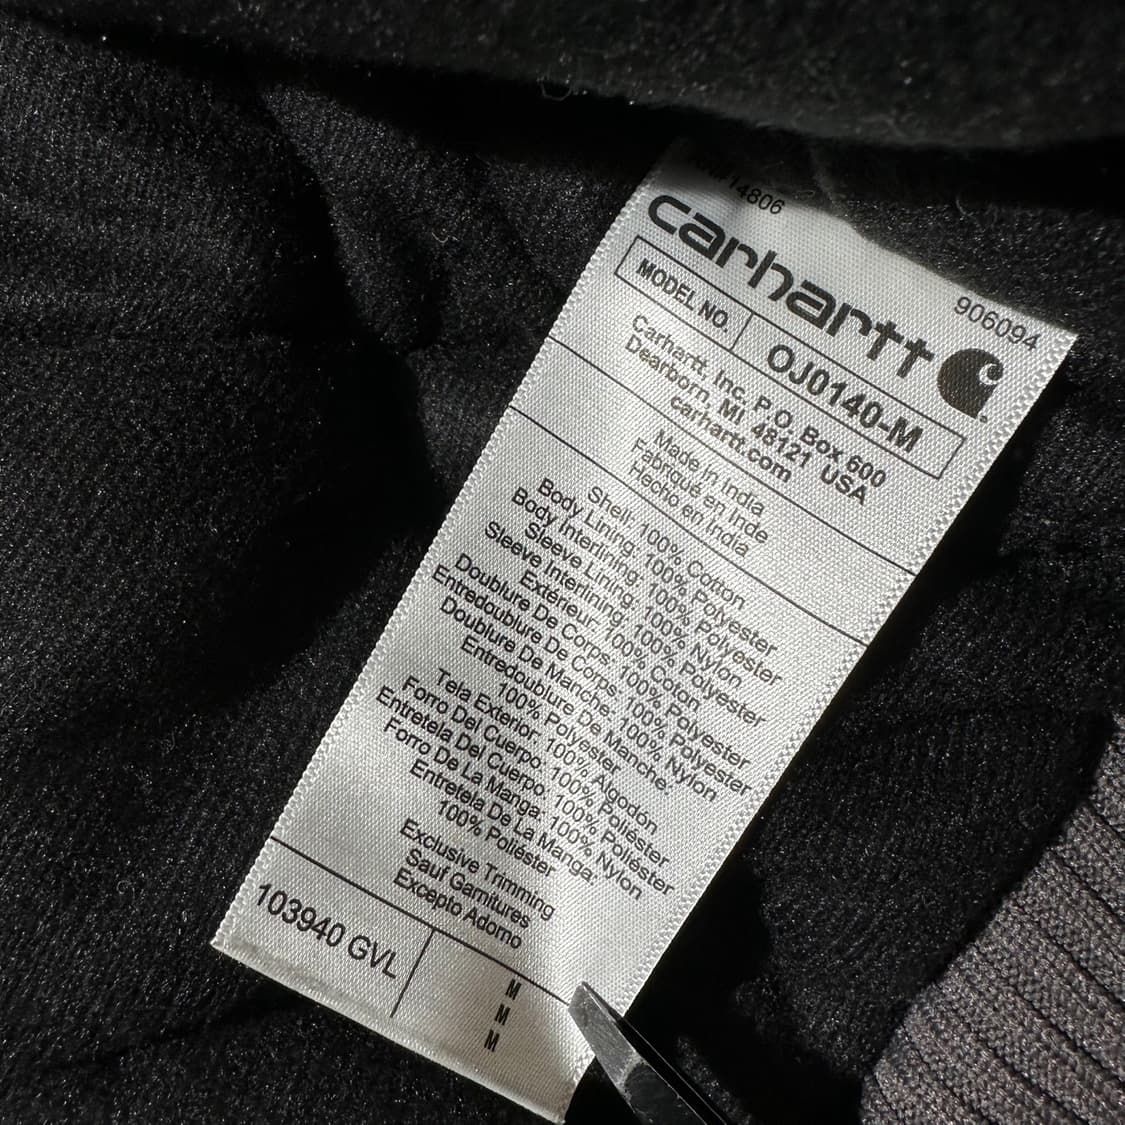 14806
carhartt
906094
MODEL NO. OJ0140-M
Carhartt, Inc. P.O. Box 600
Dearborn, MI 48121 USA
carhartt.com
Made in India
Fabriqué en Inde
Hecho en India
Shell: 100% Cotton
Body Lining: 100% Polyester
Body Interlining: 100% Polyester
Sleeve Lining: 100% Nylon
Sleeve Interlining: 100% Polyester
Extérieur: 100% Coton
Doublure De Corps: 100% Polyester
Entredoublure De Corps: 100% Polyester
Doublure De Manche: 100% Nylon
Entredoublure De Manche:
100% Polyester
Tela Exterior: 100% Algodón
Forro Del Cuerpo: 100% Poliéster
Entretela Del Cuerpo: 100% Poliéster
Forro De La Manga: 100% Nylon
Entretela De La Manga:
100% Poliéster
Exclusive Trimming
Sauf Garnitures
Excepto Adorno
103940 GVL
M
M
M